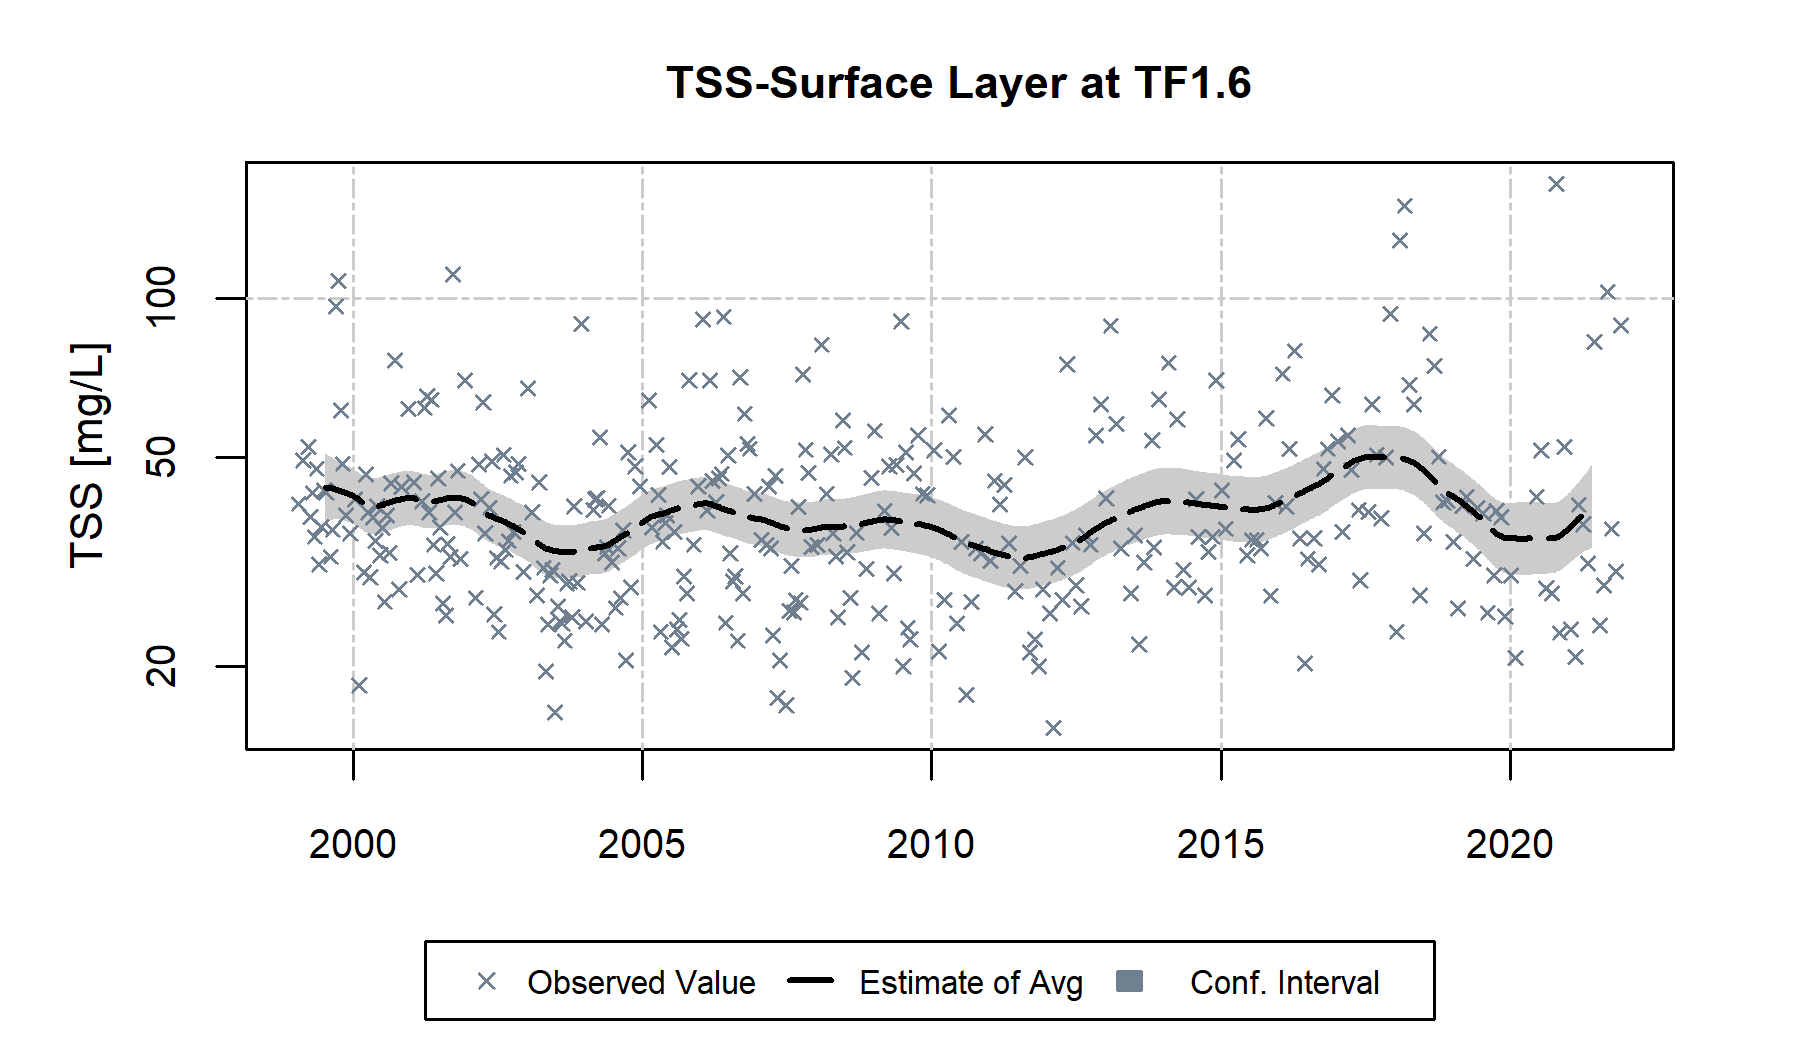 TSS-Surface Layer at TF1.6
TSS [mg/L]
100
50
20
2000 2005 2010 2015 2020
Observed Value Estimate of Avg Conf. Interval